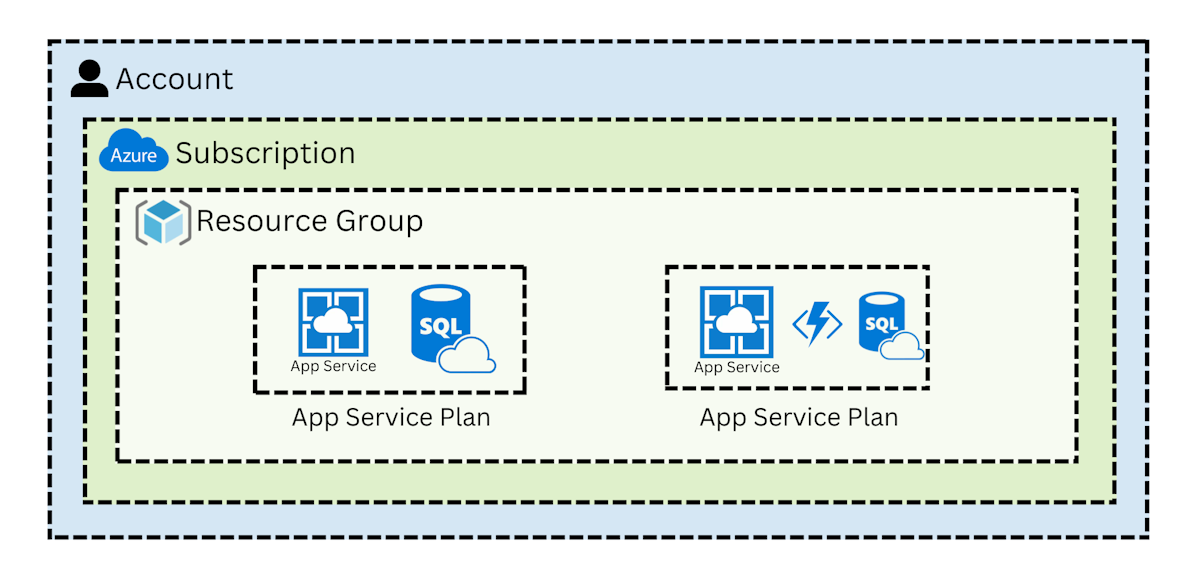 Account
Azure
Subscription
Resource Group
SQL
App Service
App Service Plan
SQL
App Service
App Service Plan